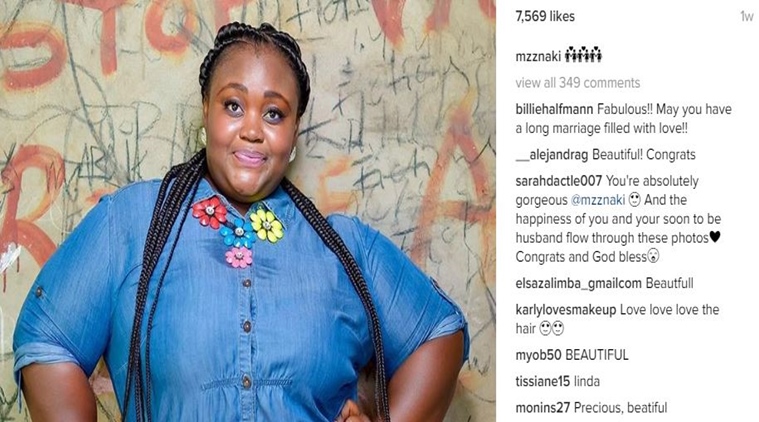 STOP
7,569 likes 1w
mzznaki
view all 349 comments
billiehalfmann Fabulous!! May you have
a long marriage filled with love!!
__alejandrag Beautiful! Congrats
sarahdactle007 You're absolutely
gorgeous @mzznaki And the
happiness of you and your soon to be
husband flow through these photos♥
Congrats and God bless
elsazalimba_gmailcom Beautfull
karlylovesmakeup Love love love the
hair
myob50 BEAUTIFUL
tissiane15 linda
monins27 Precious, beatiful